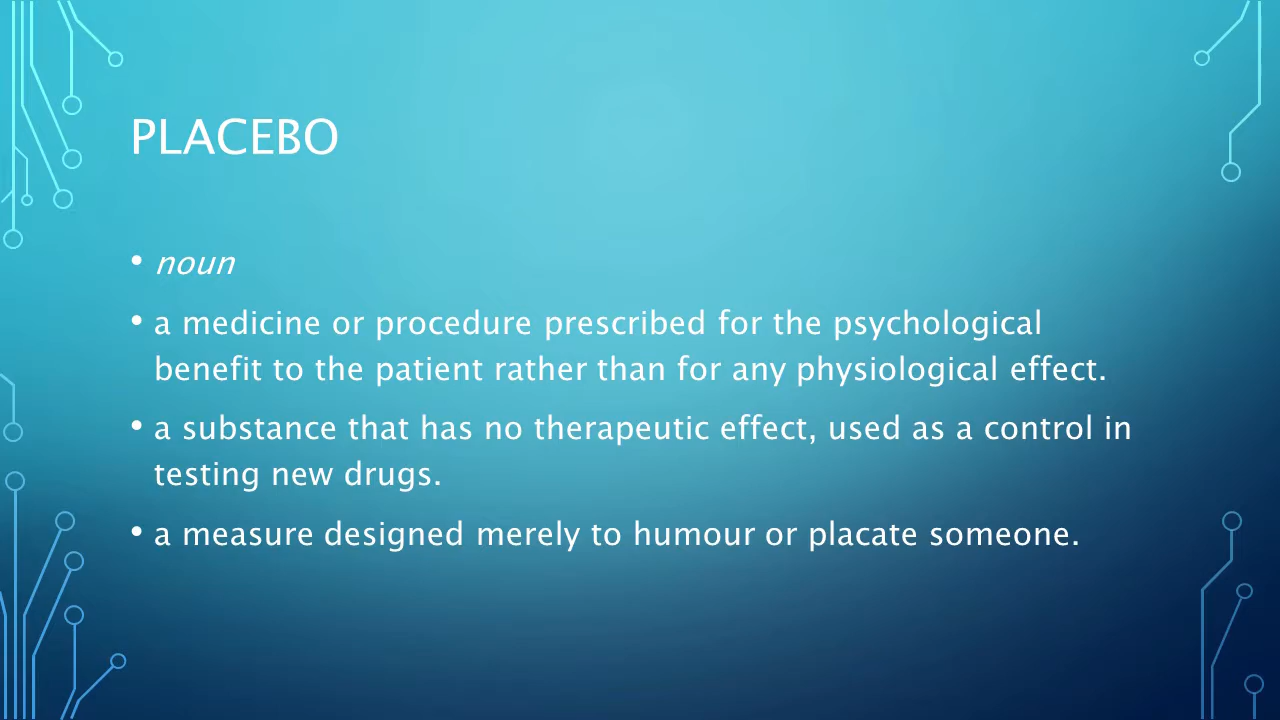 PLACEBO
• noun
• a medicine or procedure prescribed for the psychological
benefit to the patient rather than for any physiological effect.
• a substance that has no therapeutic effect, used as a control in
testing new drugs.
• a measure designed merely to humour or placate someone.